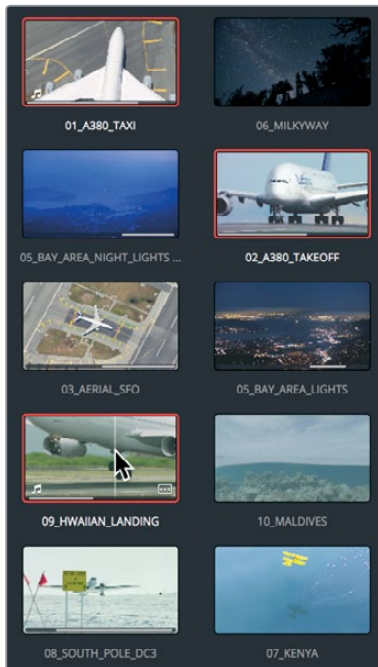 01_A380_TAXI
06_MILKYWAY
05_BAY_AREA_NIGHT_LIGHTS ...
02_A380_TAKEOFF
03_AERIAL_SFO
05_BAY_AREA_LIGHTS
09_HWAIIAN_LANDING
10_MALDIVES
08_SOUTH_POLE_DC3
07_KENYA